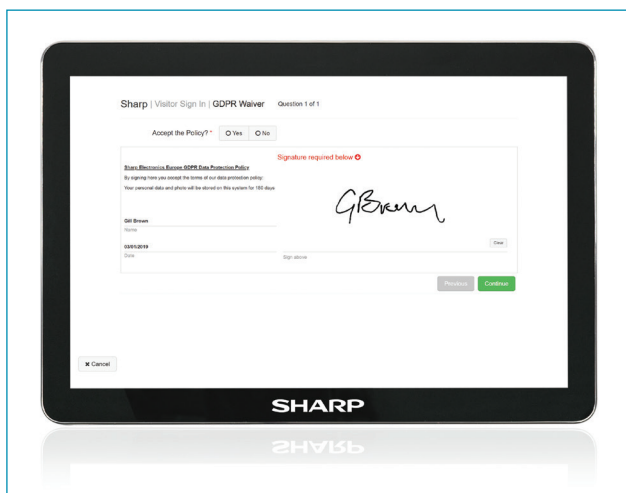 Sharp | Visitor Sign In | GDPR Waiver Question 1 of 1
Accept the Policy? * Yes No
Signature required below
Sharp Electronics Europe GDPR Data Protection Policy
By signing here you accept the terms of our data protection policy:
Your personal data and photo will be stored on this system for 180 days
GBrown
Gill Brown
Name
Clear
03/01/2019
Date Sign above
Previous Continue
Cancel
SHARP